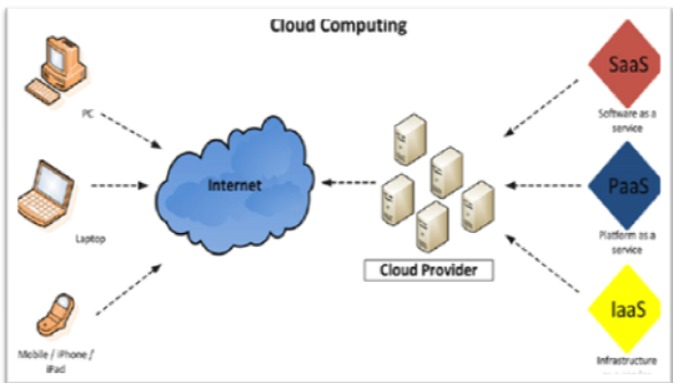 Cloud Computing
PC
Internet
Laptop
Mobile / iPhone /
iPad
Cloud Provider
SaaS
Software as a
service
PaaS
Platform as a
service
IaaS
Infrastructure